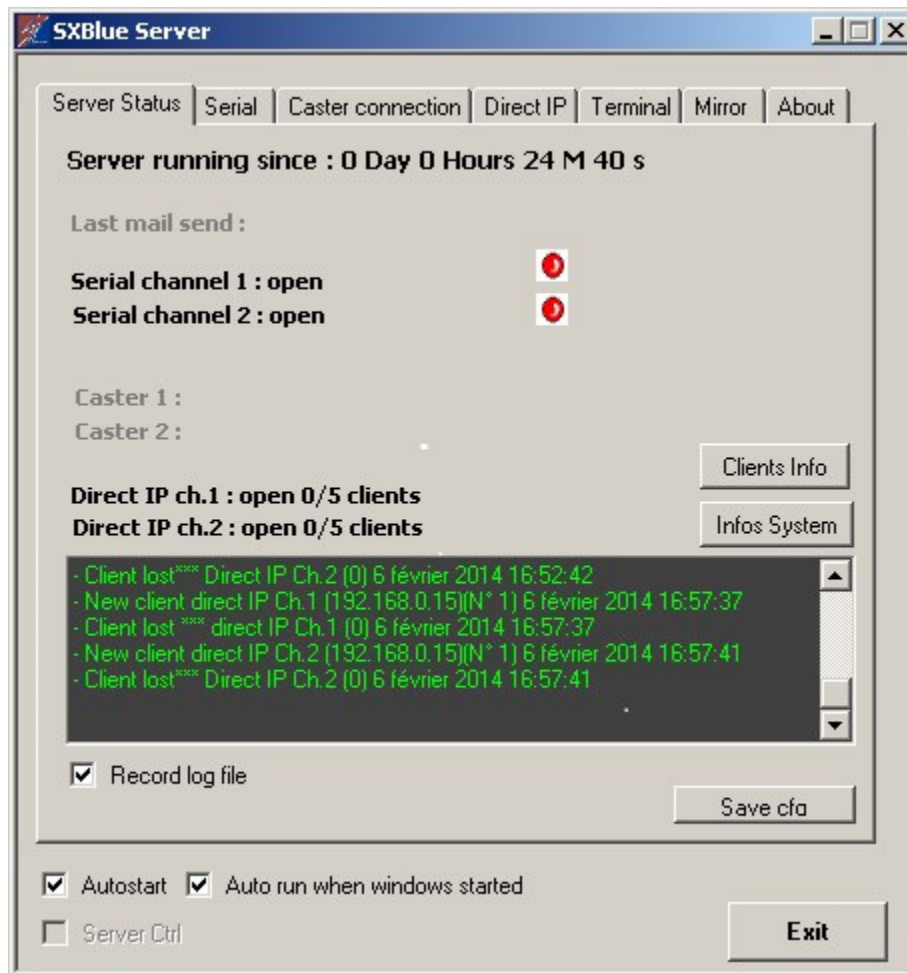 SXBlue Server
Server Status Serial Caster connection Direct IP Terminal Mirror About
Server running since : 0 Day 0 Hours 24 M 40 s
Last mail send :
Serial channel 1 : open
Serial channel 2 : open
Caster 1 :
Caster 2 :
Clients Info
Direct IP ch.1 : open 0/5 clients
Direct IP ch.2 : open 0/5 clients
Infos System
- Client lost*** Direct IP Ch.2 (0) 6 février 2014 16:52:42
- New client direct IP Ch.1 (192.168.0.15)(N° 1) 6 février 2014 16:57:37
- Client lost *** direct IP Ch.1 (0) 6 février 2014 16:57:37
- New client direct IP Ch.2 (192.168.0.15)(N° 1) 6 février 2014 16:57:41
- Client lost*** Direct IP Ch.2 (0) 6 février 2014 16:57:41
Record log file
Save cfg
Autostart Auto run when windows started
Server Ctrl
Exit